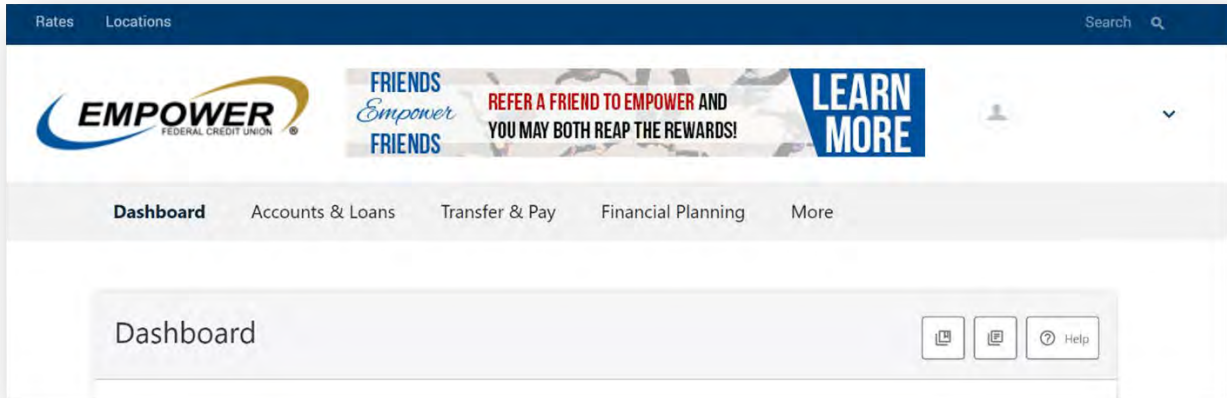 Rates Locations Search
EMPOWER
FEDERAL CREDIT UNION ®
FRIENDS
Empower
FRIENDS
REFER A FRIEND TO EMPOWER AND
YOU MAY BOTH REAP THE REWARDS!
LEARN
MORE
Dashboard Accounts & Loans Transfer & Pay Financial Planning More
Dashboard
Help